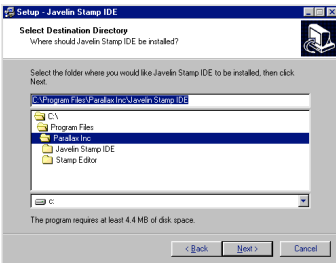 Setup - Javelin Stamp IDE
Select Destination Directory
Where should Javelin Stamp IDE be installed?
Select the folder where you would like Javelin Stamp IDE to be installed, then click
Next.
C:\Program Files\Parallax Inc\Javelin Stamp IDE
C:\
Program Files
Parallax Inc
Javelin Stamp IDE
Stamp Editor
c:
The program requires at least 4.4 MB of disk space.
< Back
Next >
Cancel